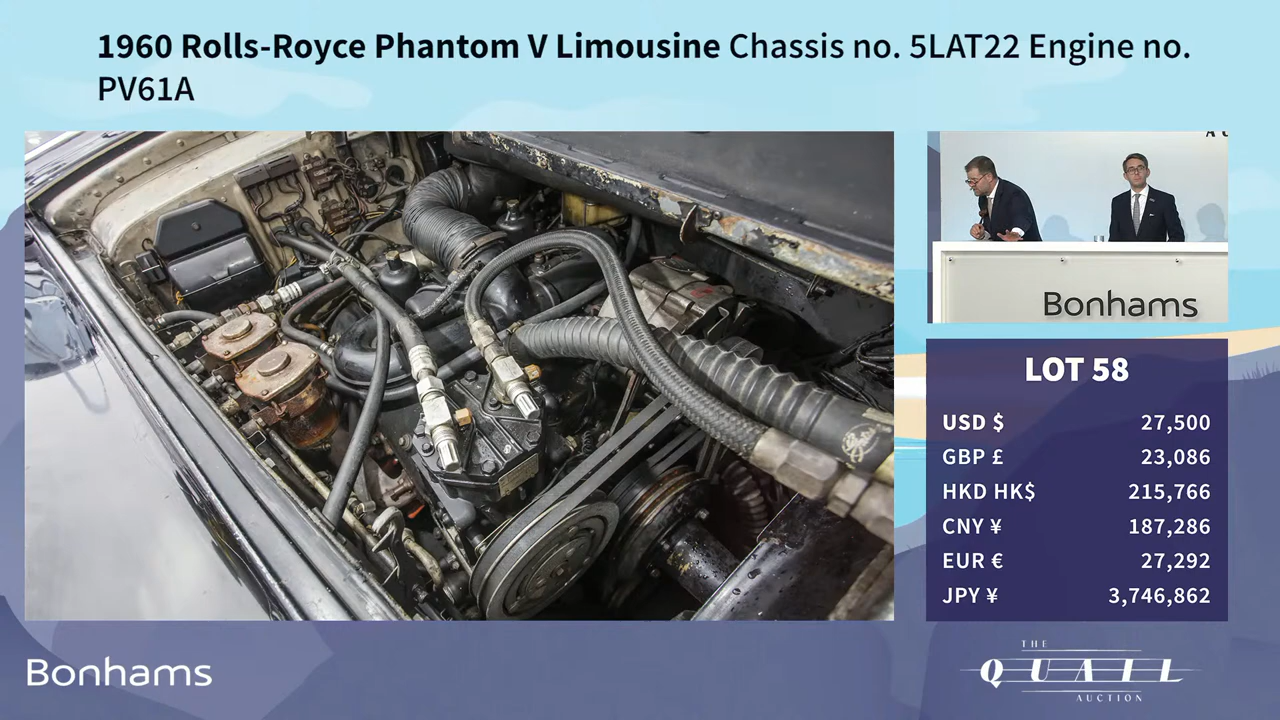 1960 Rolls-Royce Phantom V Limousine Chassis no. 5LAT22 Engine no.
PV61A
Bonhams
LOT 58
USD $ 27,500
GBP £ 23,086
HKD HK$ 215,766
CNY ¥ 187,286
EUR € 27,292
JPY ¥ 3,746,862
Bonhams
THE
QUAIL
AUCTION